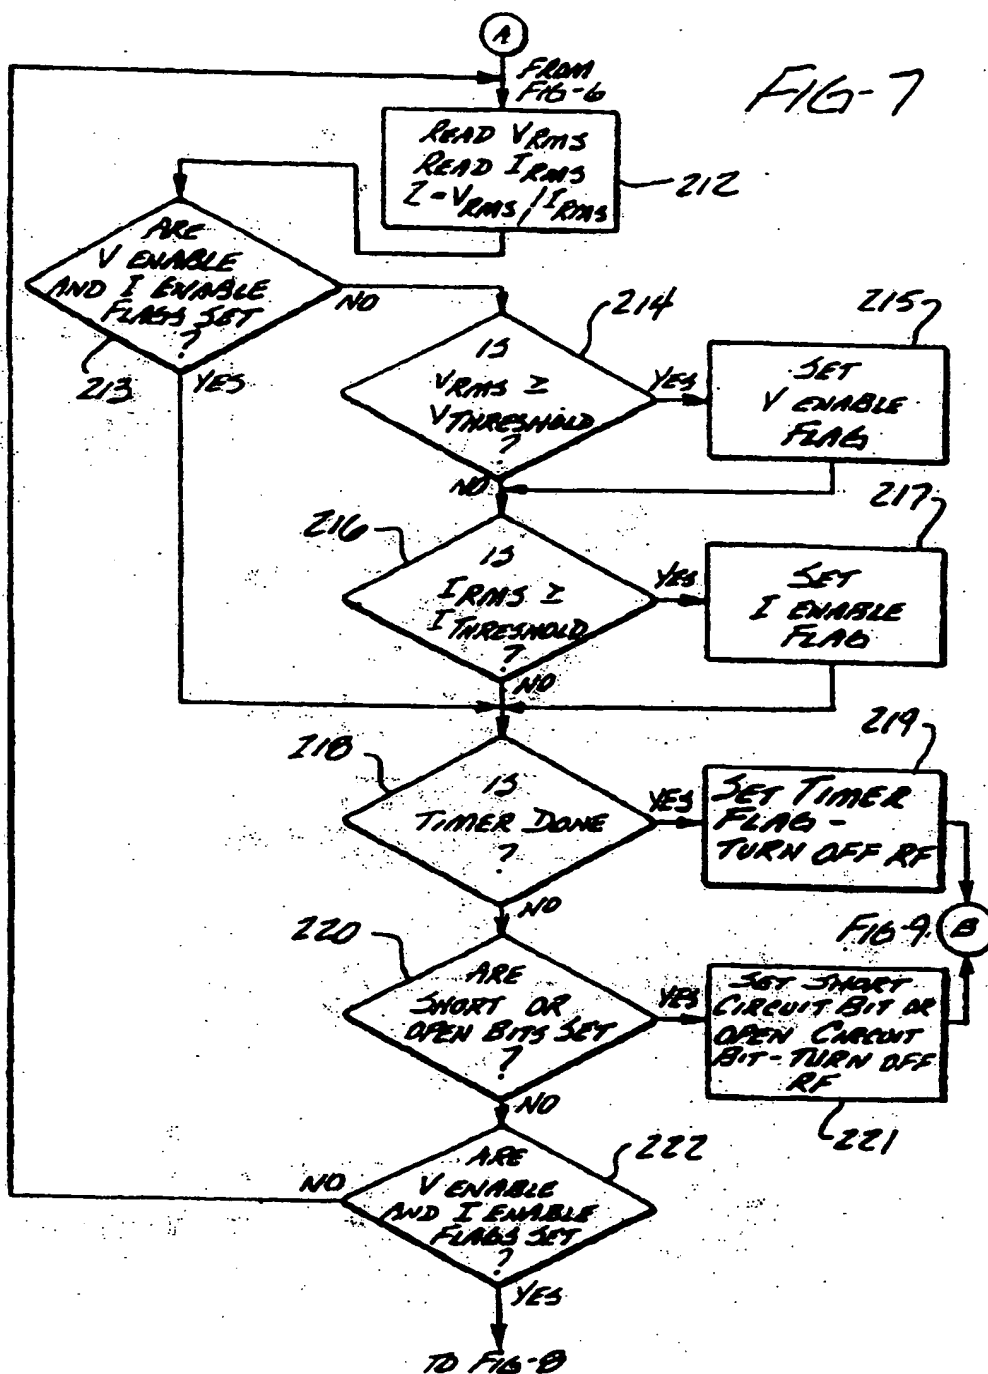 A
FROM
FIG-6
FIG-7
READ VRMS
READ IRMS
Z=VRMS/IRMS
212
ARE
V ENABLE
AND I ENABLE
FLAGS SET
?
213
NO
YES
214
IS
VRMS ≥
VTHRESHOLD
?
YES
NO
215
SET
V ENABLE
FLAG
216
IS
IRMS ≥
ITHRESHOLD
?
YES
NO
217
SET
I ENABLE
FLAG
218
IS
TIMER DONE
?
YES
NO
219
SET TIMER
FLAG-
TURN OFF RF
FIG-9
B
220
ARE
SHORT OR
OPEN BITS SET
?
YES
NO
SET SHORT
CIRCUIT BIT OR
OPEN CIRCUIT
BIT-TURN OFF
RF
221
222
ARE
V ENABLE
AND I ENABLE
FLAGS SET
?
NO
YES
TO FIG-8